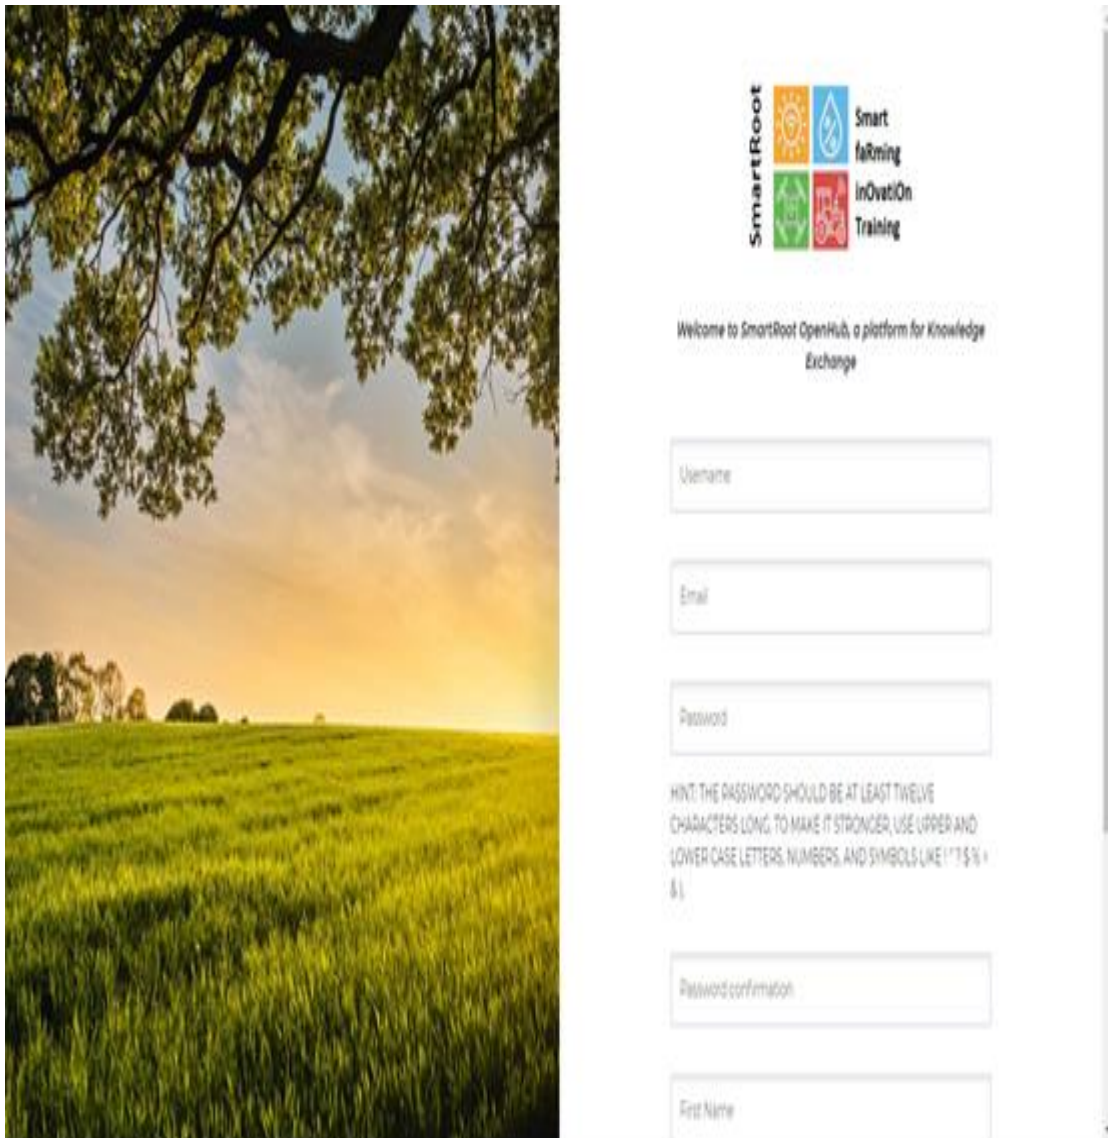 SmartRoot
Smart
faRming
inOvatiOn
Training
Welcome to SmartRoot OpenHub, a platform for Knowledge
Exchange
Username
Email
Password
HINT: THE PASSWORD SHOULD BE AT LEAST TWELVE
CHARACTERS LONG. TO MAKE IT STRONGER, USE UPPER AND
LOWER CASE LETTERS, NUMBERS, AND SYMBOLS LIKE
Password confirmation
First Name